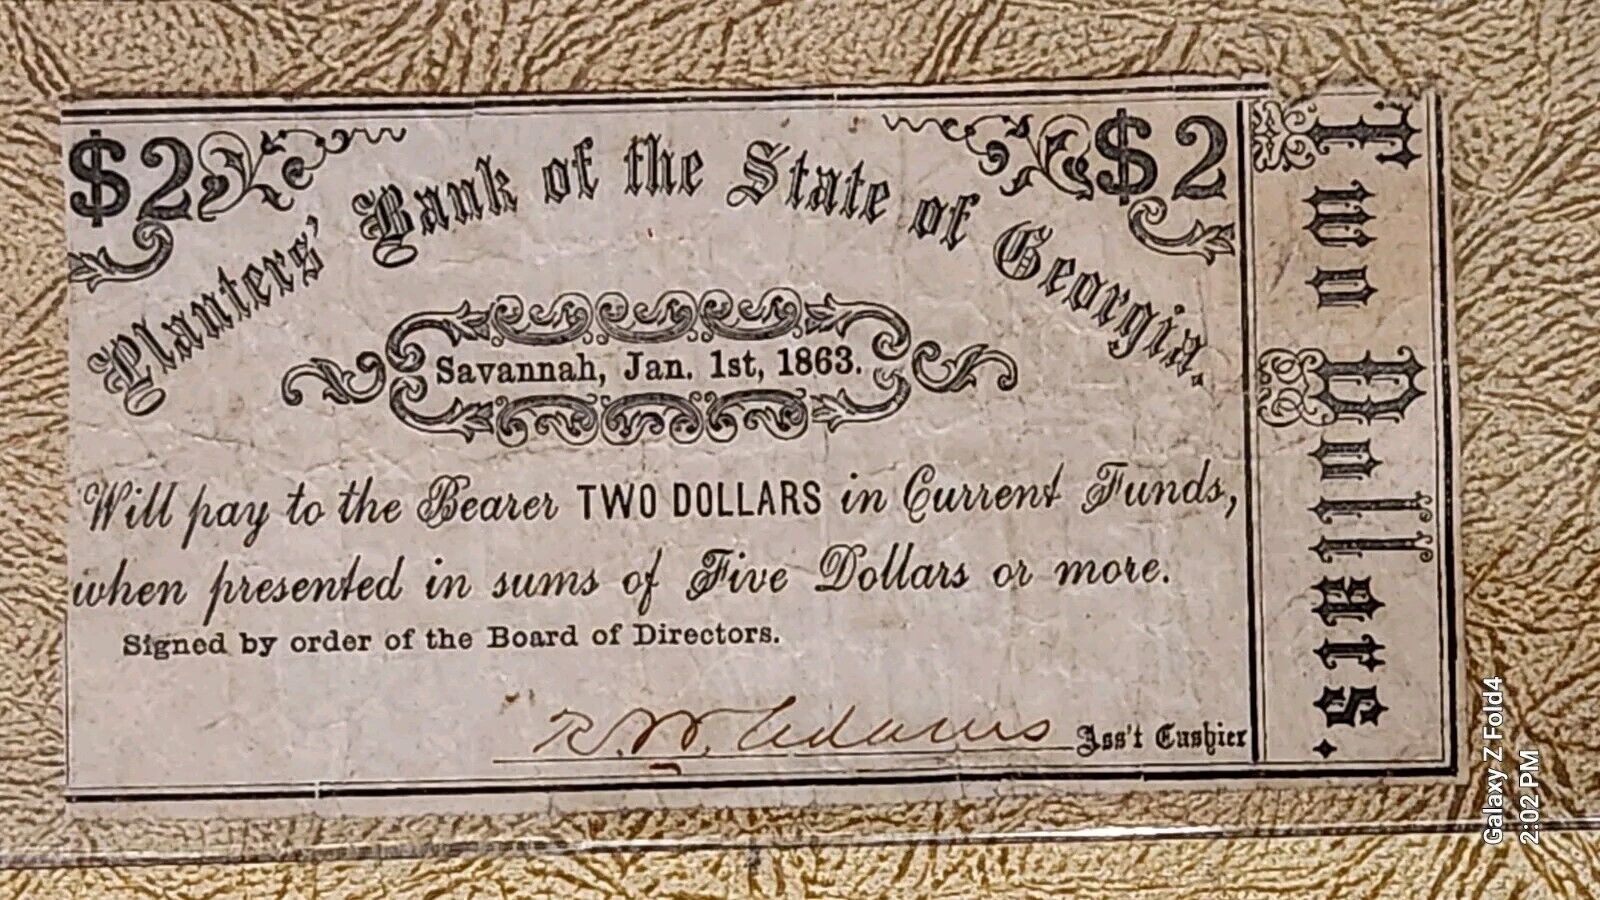 $2 $2
Planters' Bank of the State of Georgia.
Savannah, Jan. 1st, 1863.
Will pay to the Bearer TWO DOLLARS in Current Funds,
when presented in sums of Five Dollars or more.
Signed by order of the Board of Directors.
R. W. Adams Ass't Cashier
Two Dollars.
Galaxy Z Fold4
2:02 PM